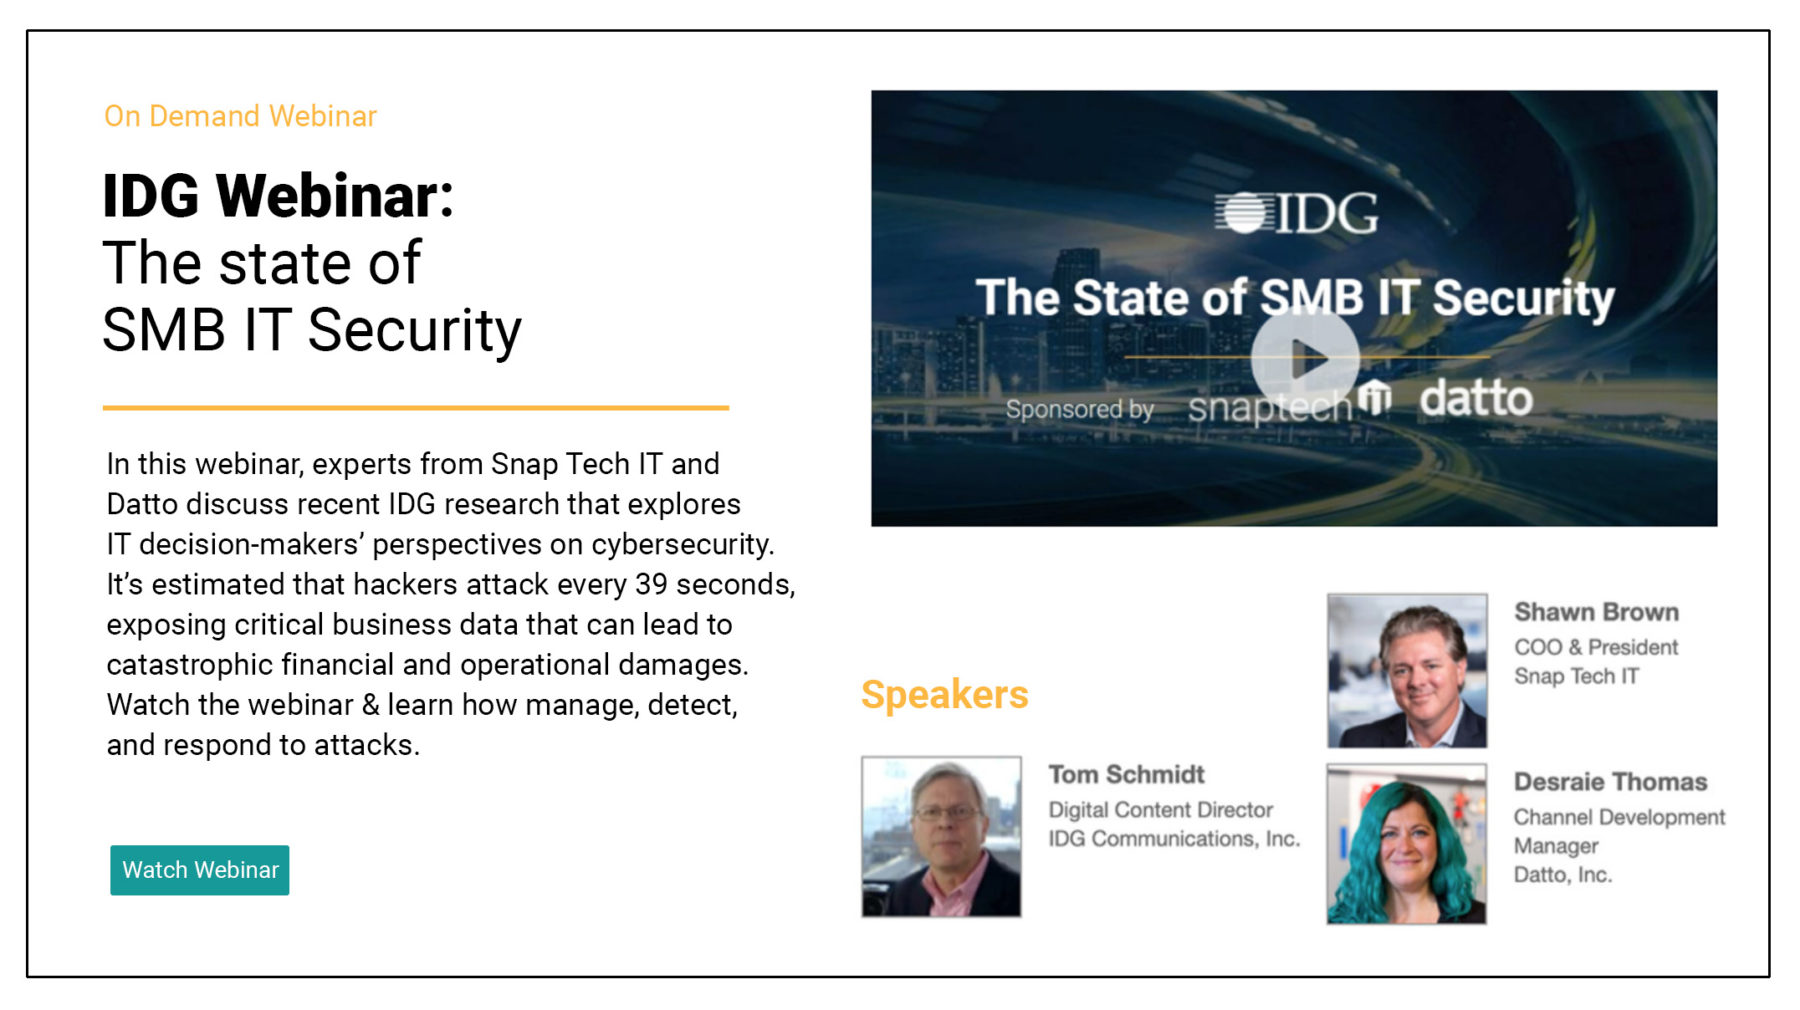 On Demand Webinar
IDG Webinar:
The state of
SMB IT Security
In this webinar, experts from Snap Tech IT and
Datto discuss recent IDG research that explores
IT decision-makers’ perspectives on cybersecurity.
It’s estimated that hackers attack every 39 seconds,
exposing critical business data that can lead to
catastrophic financial and operational damages.
Watch the webinar & learn how manage, detect,
and respond to attacks.
Watch Webinar
IDG
The State of SMB IT Security
Sponsored by snaptech IT datto
Speakers
Tom Schmidt
Digital Content Director
IDG Communications, Inc.
Shawn Brown
COO & President
Snap Tech IT
Desraie Thomas
Channel Development
Manager
Datto, Inc.